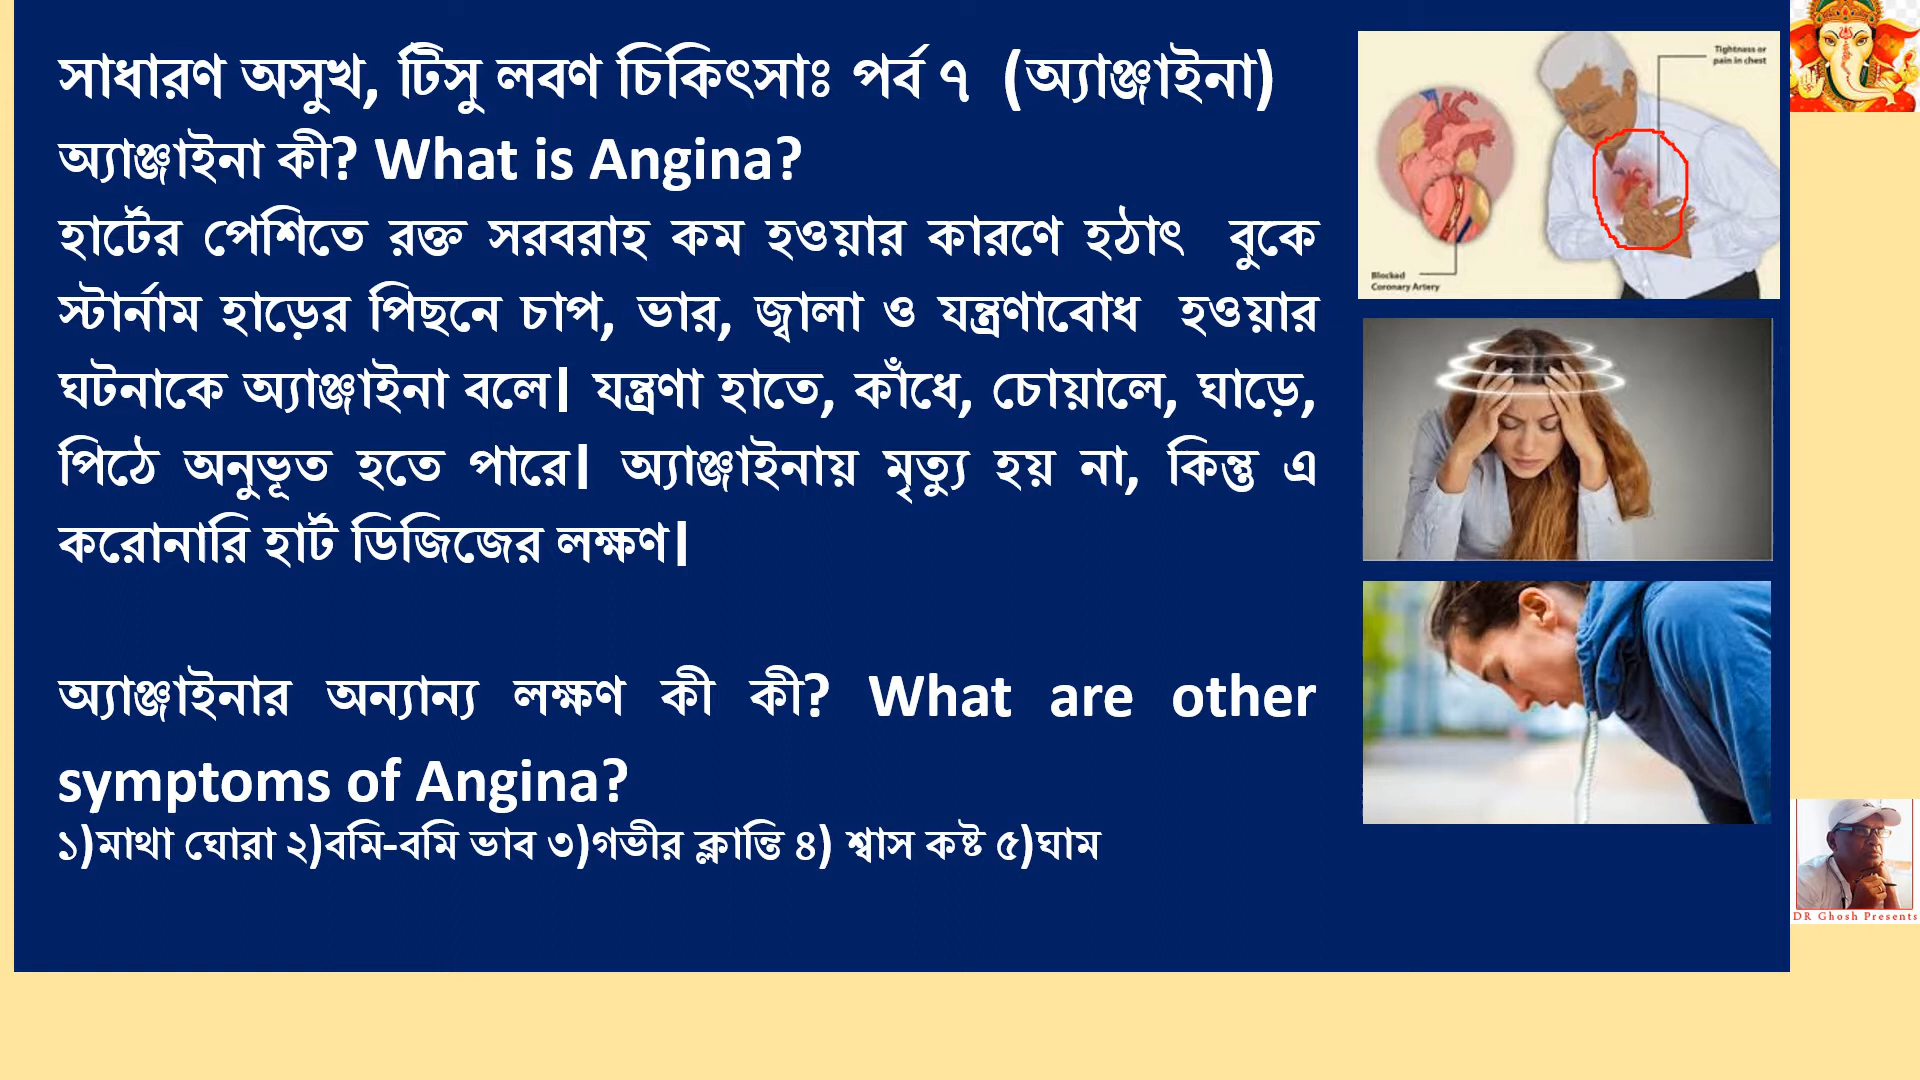 সাধারণ অসুখ, টিসু লবণ চিকিৎসাঃ পর্ব ৭ (অ্যাঞ্জাইনা)
অ্যাঞ্জাইনা কী? What is Angina?
হার্টের পেশিতে রক্ত সরবরাহ কম হওয়ার কারণে হঠাৎ বুকে
স্টার্নাম হাড়ের পিছনে চাপ, ভার, জ্বালা ও যন্ত্রণাবোধ হওয়ার
ঘটনাকে অ্যাঞ্জাইনা বলে। যন্ত্রণা হাতে, কাঁধে, চোয়ালে, ঘাড়ে,
পিঠে অনুভূত হতে পারে। অ্যাঞ্জাইনায় মৃত্যু হয় না, কিন্তু এ
করোনারি হার্ট ডিজিজের লক্ষণ।
অ্যাঞ্জাইনার অন্যান্য লক্ষণ কী কী? What are other
symptoms of Angina?
১)মাথা ঘোরা ২)বমি-বমি ভাব ৩)গভীর ক্লান্তি ৪) শ্বাস কষ্ট ৫)ঘাম
Tightness or
pain in chest
Blocked
Coronary Artery
DR Ghosh Presents